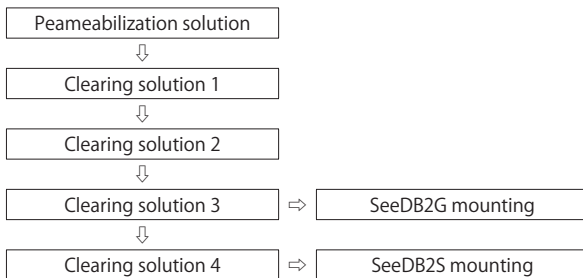 Peameabilization solution
Clearing solution 1
Clearing solution 2
Clearing solution 3 ⇨ SeeDB2G mounting
Clearing solution 4 ⇨ SeeDB2S mounting